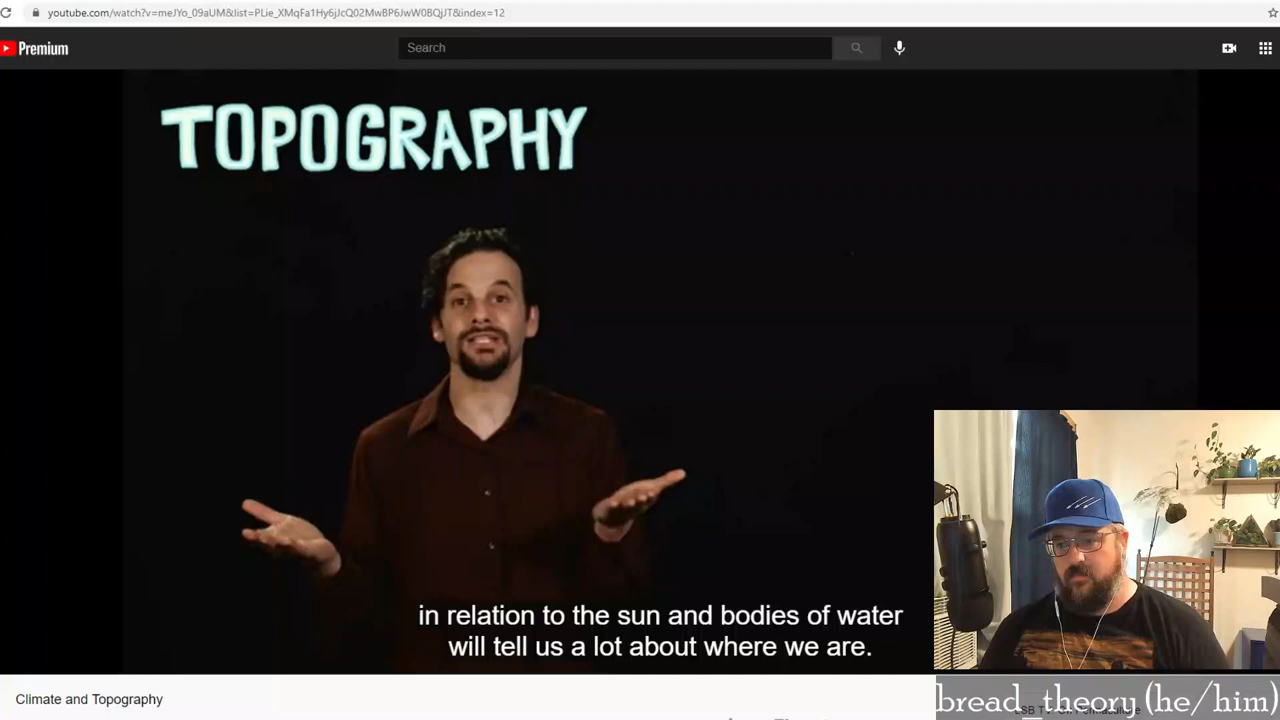 youtube.com/watch?v=meJYo_09aUM&list=PLie_XMqFa1Hy6jJcQ02MwBP6JwW0BQjJT&index=12
Premium
Search
TOPOGRAPHY
in relation to the sun and bodies of water
will tell us a lot about where we are.
Climate and Topography
bread_theory (he/him)